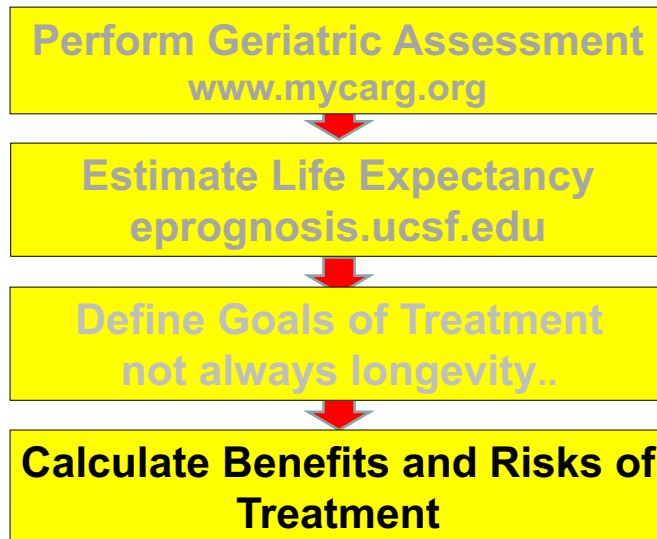 Perform Geriatric Assessment
www.mycarg.org
Estimate Life Expectancy
eprognosis.ucsf.edu
Define Goals of Treatment
not always longevity..
Calculate Benefits and Risks of
Treatment